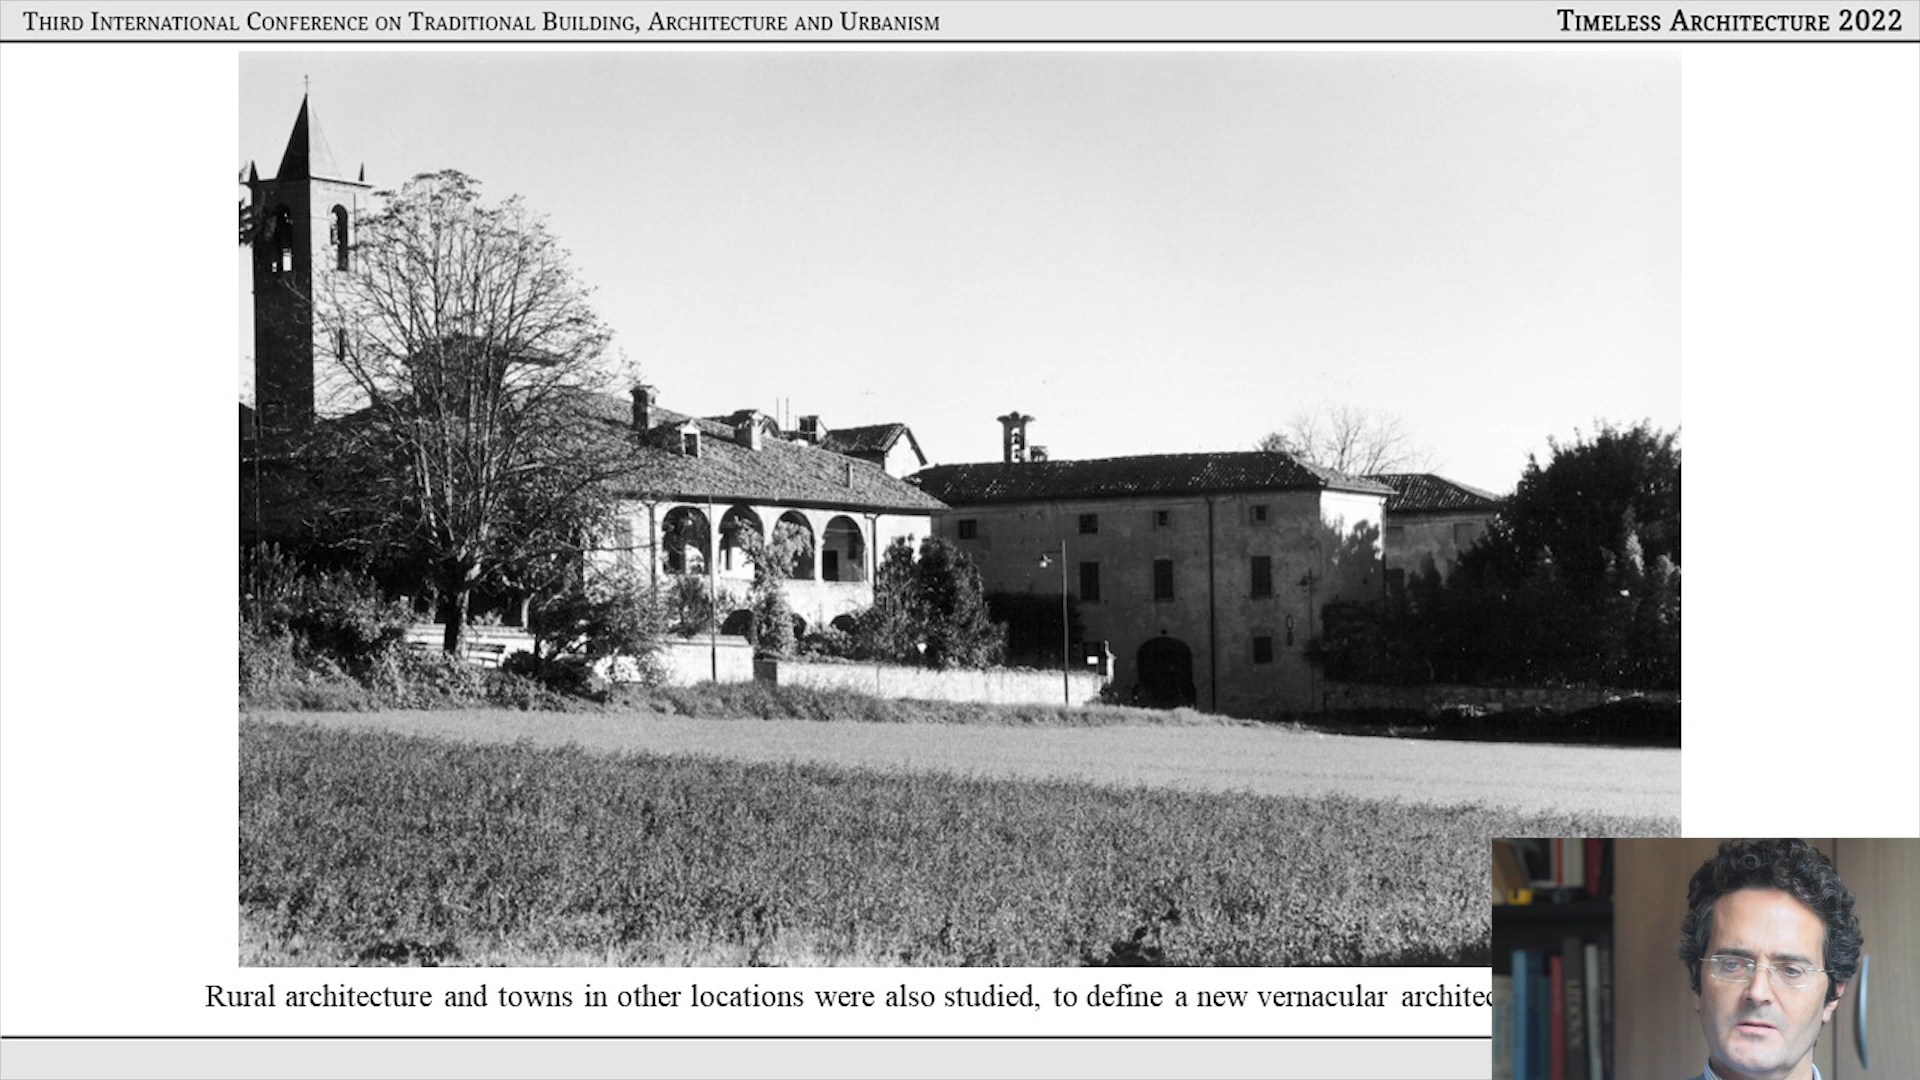 Third International Conference on Traditional Building, Architecture and Urbanism
Timeless Architecture 2022
Rural architecture and towns in other locations were also studied, to define a new vernacular architec